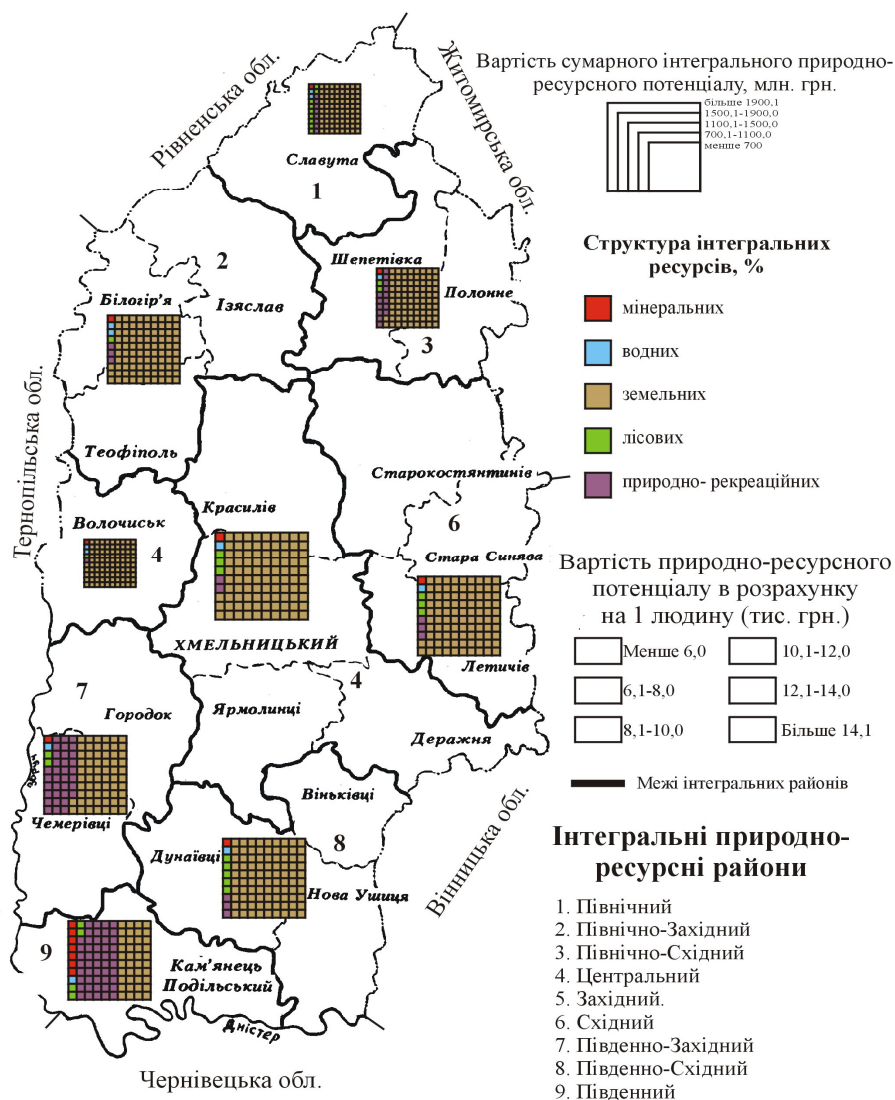 Рівненська обл.
Житомирська обл.
Славута
1
2
Шепетівка
Полонне
Білогір'я
Ізяслав
3
Тернопільська обл.
Теофіполь
Старокостянтинів
Красилів
Волочиськ
4
6
Стара Синява
ХМЕЛЬНИЦЬКИЙ
Летичів
7
4
Городок
Ярмолинці
Деражня
Збруч
Віньківці
Чемерівці
Дунаївці
8
Нова Ушиця
Вінницька обл.
9
Кам'янець
Подільський
Дністер
Чернівецька обл.
Вартість сумарного інтегрального природно-
ресурсного потенціалу, млн. грн.
більше 1900,1
1500,1-1900,0
1100,1-1500,0
700,1-1100,0
менше 700
Структура інтегральних
ресурсів, %
мінеральних
водних
земельних
лісових
природно- рекреаційних
Вартість природно-ресурсного
потенціалу в розрахунку
на 1 людину (тис. грн.)
Менше 6,0
10,1-12,0
6,1-8,0
12,1-14,0
8,1-10,0
Більше 14,1
Межі інтегральних районів
Інтегральні природно-
ресурсні райони
1. Північний
2. Північно-Західний
3. Північно-Східний
4. Центральний
5. Західний.
6. Східний
7. Південно-Західний
8. Південно-Східний
9. Південний